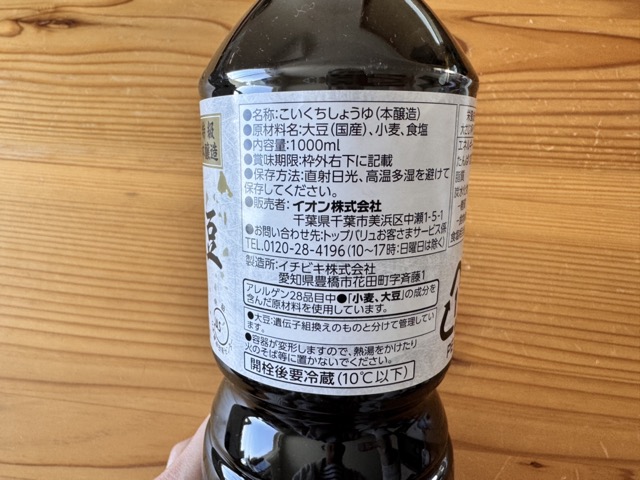 特級
醸造
豆
●名称:こいくちしょうゆ(本醸造)
●原材料名:大豆(国産)、小麦、食塩
●内容量:1000ml
●賞味期限:枠外右下に記載
●保存方法:直射日光、高温多湿を避けて
保存してください。
●販売者:イオン株式会社
千葉県千葉市美浜区中瀬1-5-1
●お問い合わせ先:トップバリュお客さまサービス係
TEL.0120-28-4196(10～17時:日曜日は除く)
製造所:イチビキ株式会社
愛知県豊橋市花田町字斉藤1
アレルゲン28品目中●「小麦、大豆」の成分を
含んだ原材料を使用しています。
●大豆:遺伝子組換えのものと分けて管理してい
ます。
●容器が変形しますので、熱湯をかけたり
火のそば等に置かないでください。
開栓後要冷蔵(10℃以下)